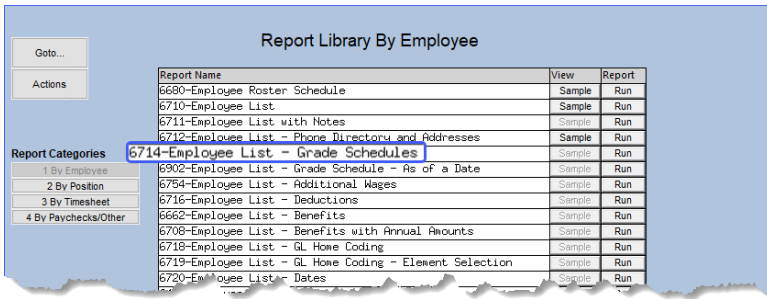 Report Library By Employee
Goto...
Actions
Report Categories
1 By Employee
2 By Position
3 By Timesheet
4 By Paychecks/Other
Report Name View Report
6680-Employee Roster Schedule Sample Run
6710-Employee List Sample Run
6711-Employee List with Notes Sample Run
6712-Employee List - Phone Directory and Addresses Sample Run
6714-Employee List - Grade Schedules Sample Run
6902-Employee List - Grade Schedule - As of a Date Sample Run
6754-Employee List - Additional Wages Sample Run
6716-Employee List - Deductions Sample Run
6662-Employee List - Benefits Sample Run
6708-Employee List - Benefits with Annual Amounts Sample Run
6718-Employee List - GL Home Coding Sample Run
6719-Employee List - GL Home Coding - Element Selection Sample Run
6720-Employee List - Dates Sample Run